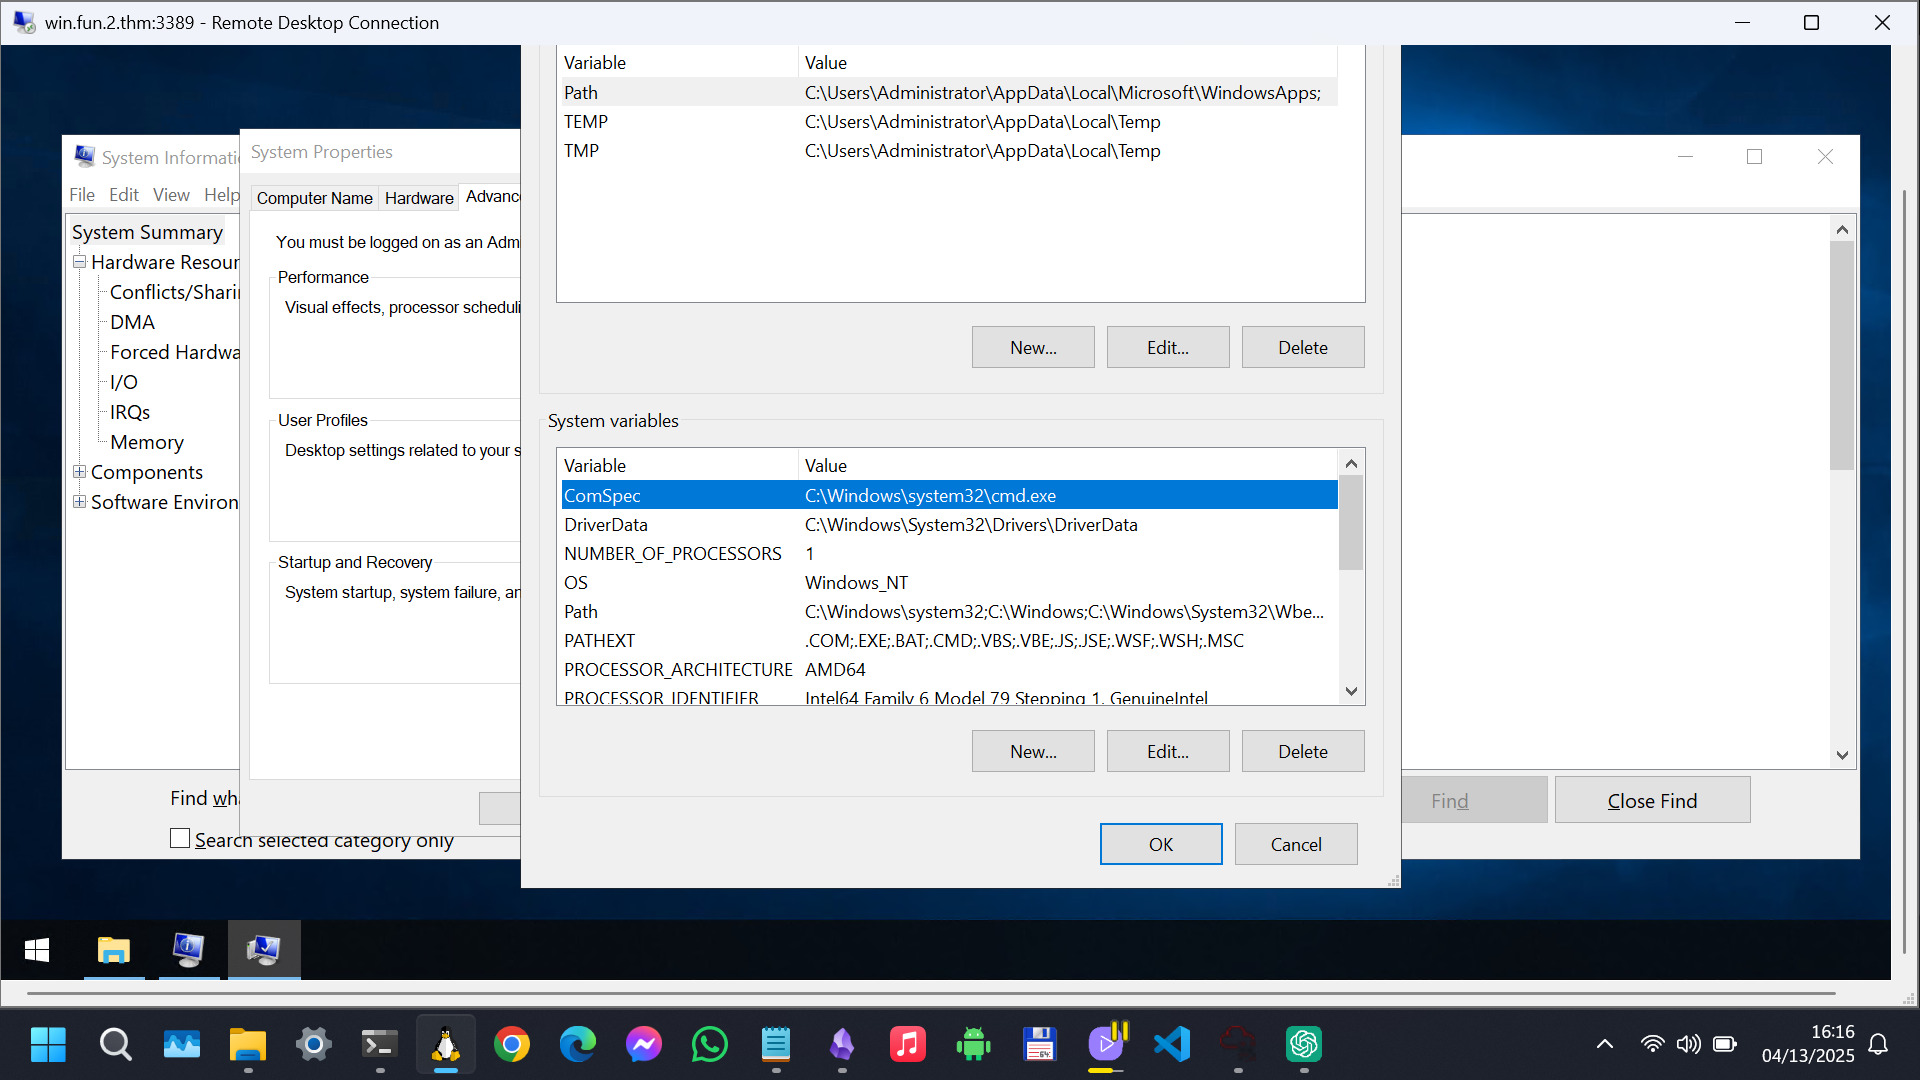 win.fun.2.thm:3389 - Remote Desktop Connection
Variable Value
Path C:\Users\Administrator\AppData\Local\Microsoft\WindowsApps;
TEMP C:\Users\Administrator\AppData\Local\Temp
TMP C:\Users\Administrator\AppData\Local\Temp
New... Edit... Delete
System variables
Variable Value
ComSpec C:\Windows\system32\cmd.exe
DriverData C:\Windows\System32\Drivers\DriverData
NUMBER_OF_PROCESSORS 1
OS Windows_NT
Path C:\Windows\system32;C:\Windows;C:\Windows\System32\Wbe...
PATHEXT .COM;.EXE;.BAT;.CMD;.VBS;.VBE;.JS;.JSE;.WSF;.WSH;.MSC
PROCESSOR_ARCHITECTURE AMD64
PROCESSOR_IDENTIFIER Intel64 Family 6 Model 79 Stepping 1, GenuineIntel
New... Edit... Delete
OK Cancel
System Properties
Computer Name Hardware Advanc
You must be logged on as an Adm
Performance
Visual effects, processor scheduli
User Profiles
Desktop settings related to your s
Startup and Recovery
System startup, system failure, an
System Informati
File Edit View Help
System Summary
Hardware Resour
Conflicts/Shari
DMA
Forced Hardwa
I/O
IRQs
Memory
Components
Software Environ
Find wha
Search selected category only
Find Close Find
64
16:16
04/13/2025